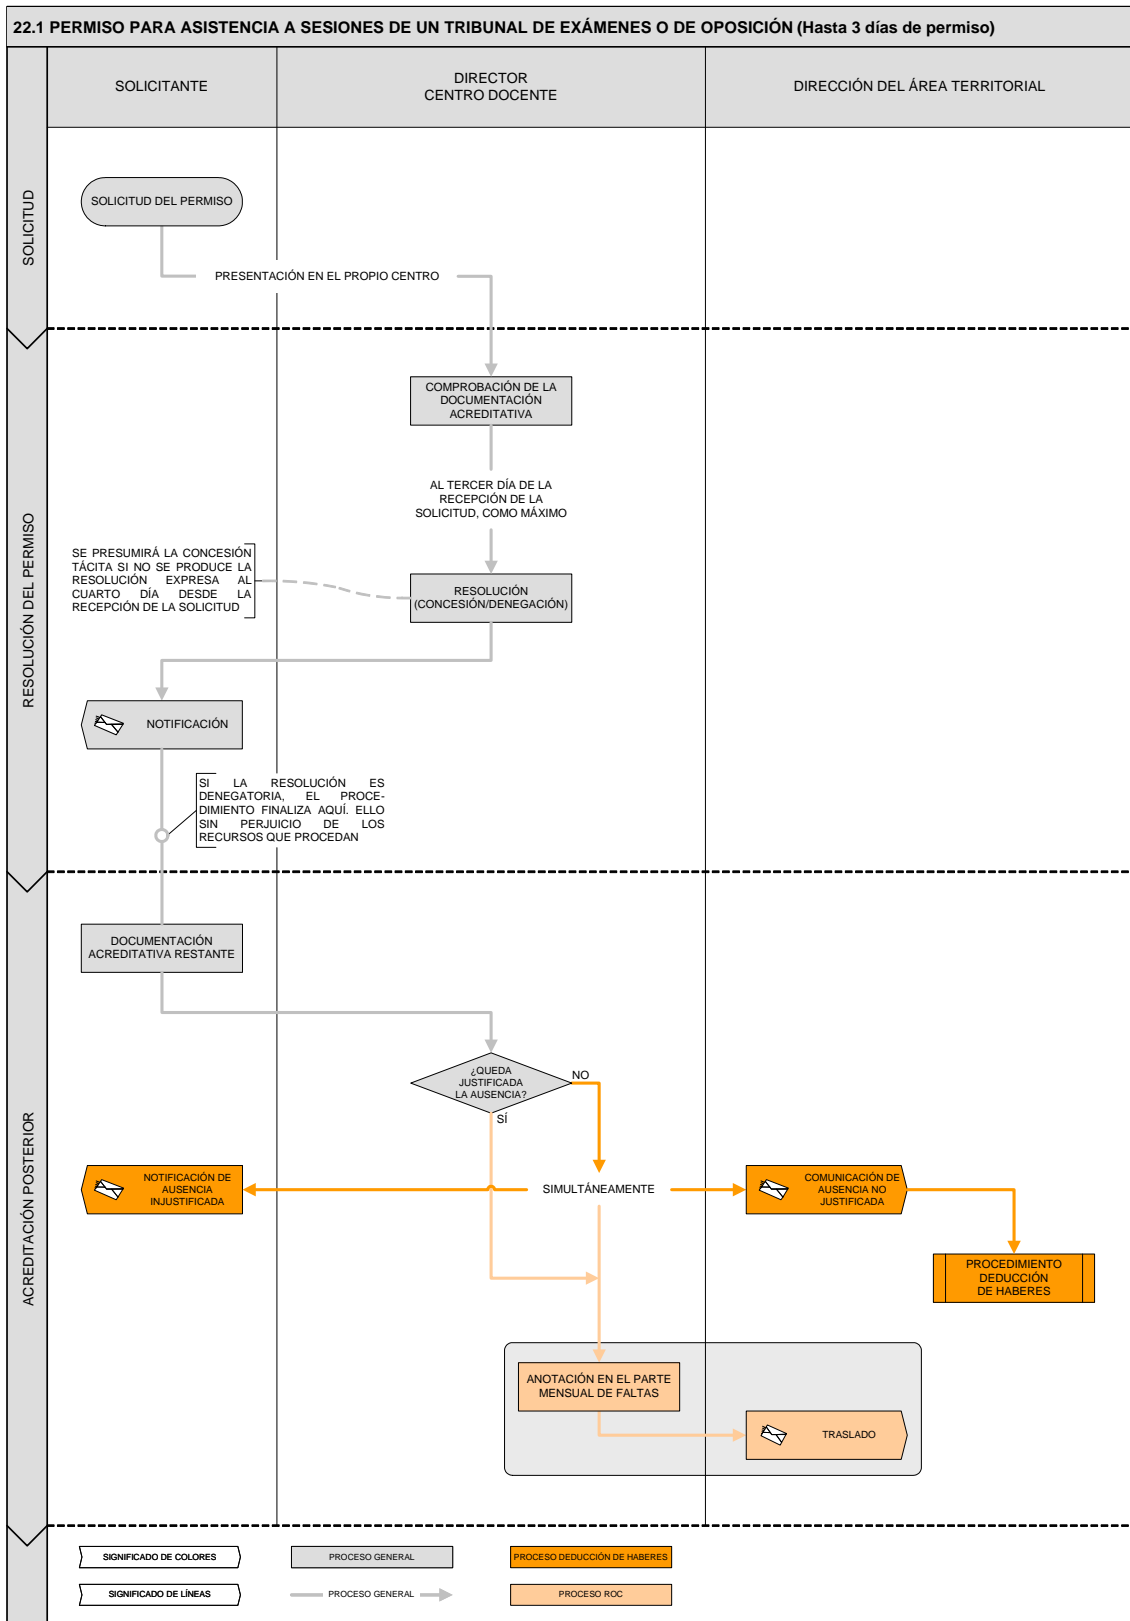 22.1 PERMISO PARA ASISTENCIA A SESIONES DE UN TRIBUNAL DE EXÁMENES O DE OPOSICIÓN (Hasta 3 días de permiso)
SOLICITANTE
DIRECTOR
CENTRO DOCENTE
DIRECCIÓN DEL ÁREA TERRITORIAL
SOLICITUD
SOLICITUD DEL PERMISO
PRESENTACIÓN EN EL PROPIO CENTRO
RESOLUCIÓN DEL PERMISO
COMPROBACIÓN DE LA
DOCUMENTACIÓN
ACREDITATIVA
AL TERCER DÍA DE LA
RECEPCIÓN DE LA
SOLICITUD, COMO MÁXIMO
SE PRESUMIRÁ LA CONCESIÓN
TÁCITA SI NO SE PRODUCE LA
RESOLUCIÓN EXPRESA AL
CUARTO DÍA DESDE LA
RECEPCIÓN DE LA SOLICITUD
RESOLUCIÓN
(CONCESIÓN/DENEGACIÓN)
NOTIFICACIÓN
SI LA RESOLUCIÓN ES
DENEGATORIA, EL PROCE-
DIMIENTO FINALIZA AQUÍ. ELLO
SIN PERJUICIO DE LOS
RECURSOS QUE PROCEDAN
ACREDITACIÓN POSTERIOR
DOCUMENTACIÓN
ACREDITATIVA RESTANTE
¿QUEDA
JUSTIFICADA
LA AUSENCIA?
NO
SÍ
NOTIFICACIÓN DE
AUSENCIA
INJUSTIFICADA
SIMULTÁNEAMENTE
COMUNICACIÓN DE
AUSENCIA NO
JUSTIFICADA
PROCEDIMIENTO
DEDUCCIÓN
DE HABERES
ANOTACIÓN EN EL PARTE
MENSUAL DE FALTAS
TRASLADO
SIGNIFICADO DE COLORES
PROCESO GENERAL
PROCESO DEDUCCIÓN DE HABERES
SIGNIFICADO DE LÍNEAS
PROCESO GENERAL
PROCESO ROC